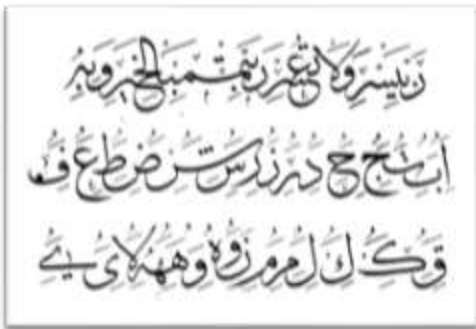 رب يسر ولا تعسر رب تمم بالخير وبه
ا ب ج ح د ر ز س ض ط ع ف
ق ك ل م و ه لا ى